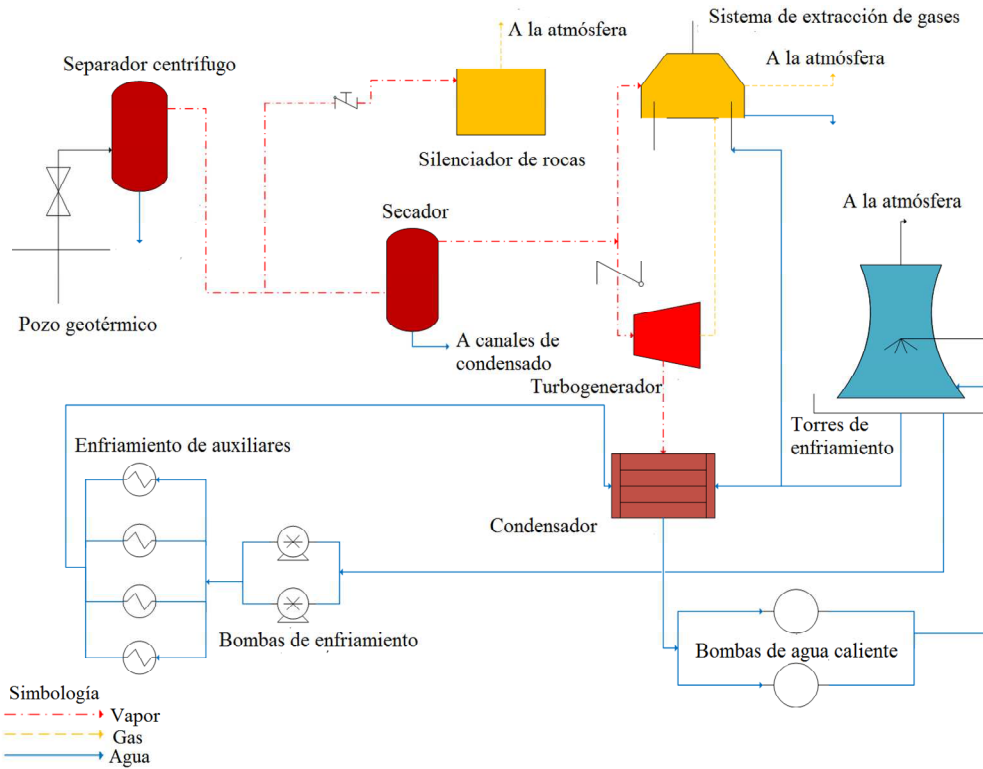 Sistema de extracción de gases
A la atmósfera
Separador centrífugo
A la atmósfera
Silenciador de rocas
Secador
A la atmósfera
Pozo geotérmico
A canales de
condensado
Turbogenerador
Torres de
enfriamiento
Enfriamiento de auxiliares
Condensador
Bombas de enfriamiento
Bombas de agua caliente
Simbología
Vapor
Gas
Agua